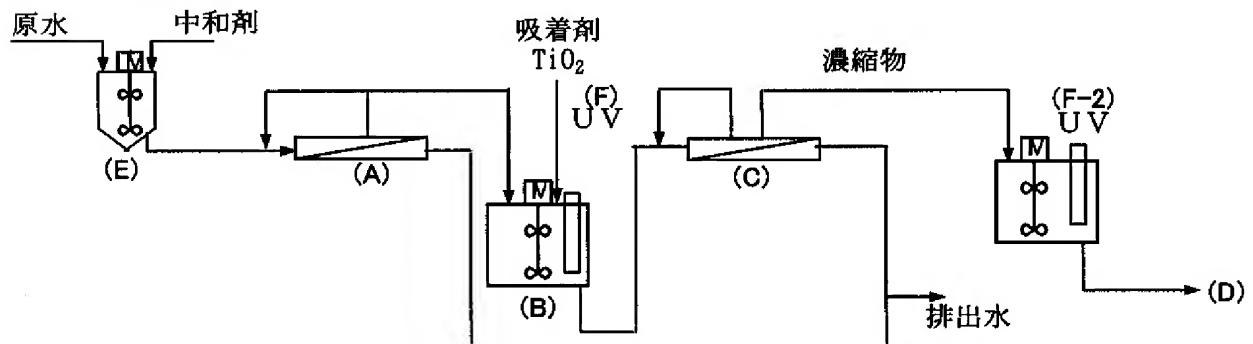 原水
中和剤
M
(E)
(A)
吸着剤
TiO₂
(F)
UV
M
(B)
濃縮物
(C)
(F-2)
UV
M
(D)
排出水